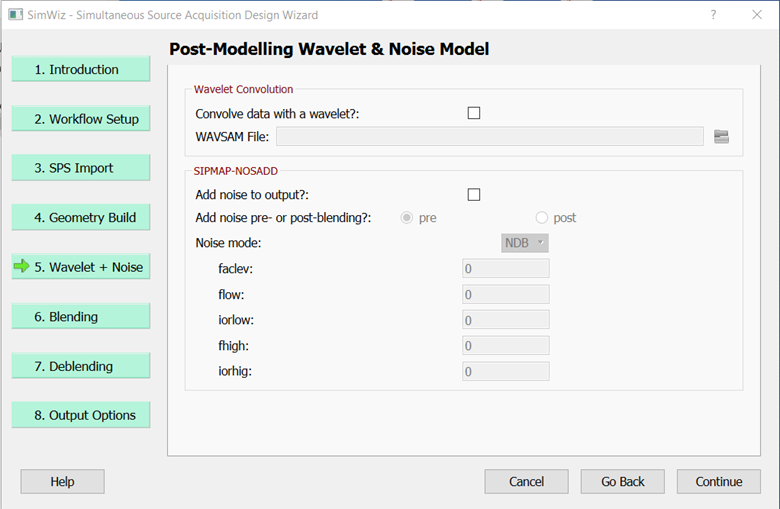 SimWiz - Simultaneous Source Acquisition Design Wizard
?
Post-Modelling Wavelet & Noise Model
1. Introduction
2. Workflow Setup
3. SPS Import
4. Geometry Build
5. Wavelet + Noise
6. Blending
7. Deblending
8. Output Options
Wavelet Convolution
Convolve data with a wavelet?:
WAVSAM File:
SIPMAP-NOSADD
Add noise to output?:
Add noise pre- or post-blending?: pre post
Noise mode: NDB
faclev: 0
flow: 0
iorlow: 0
fhigh: 0
iorhig: 0
Help Cancel Go Back Continue